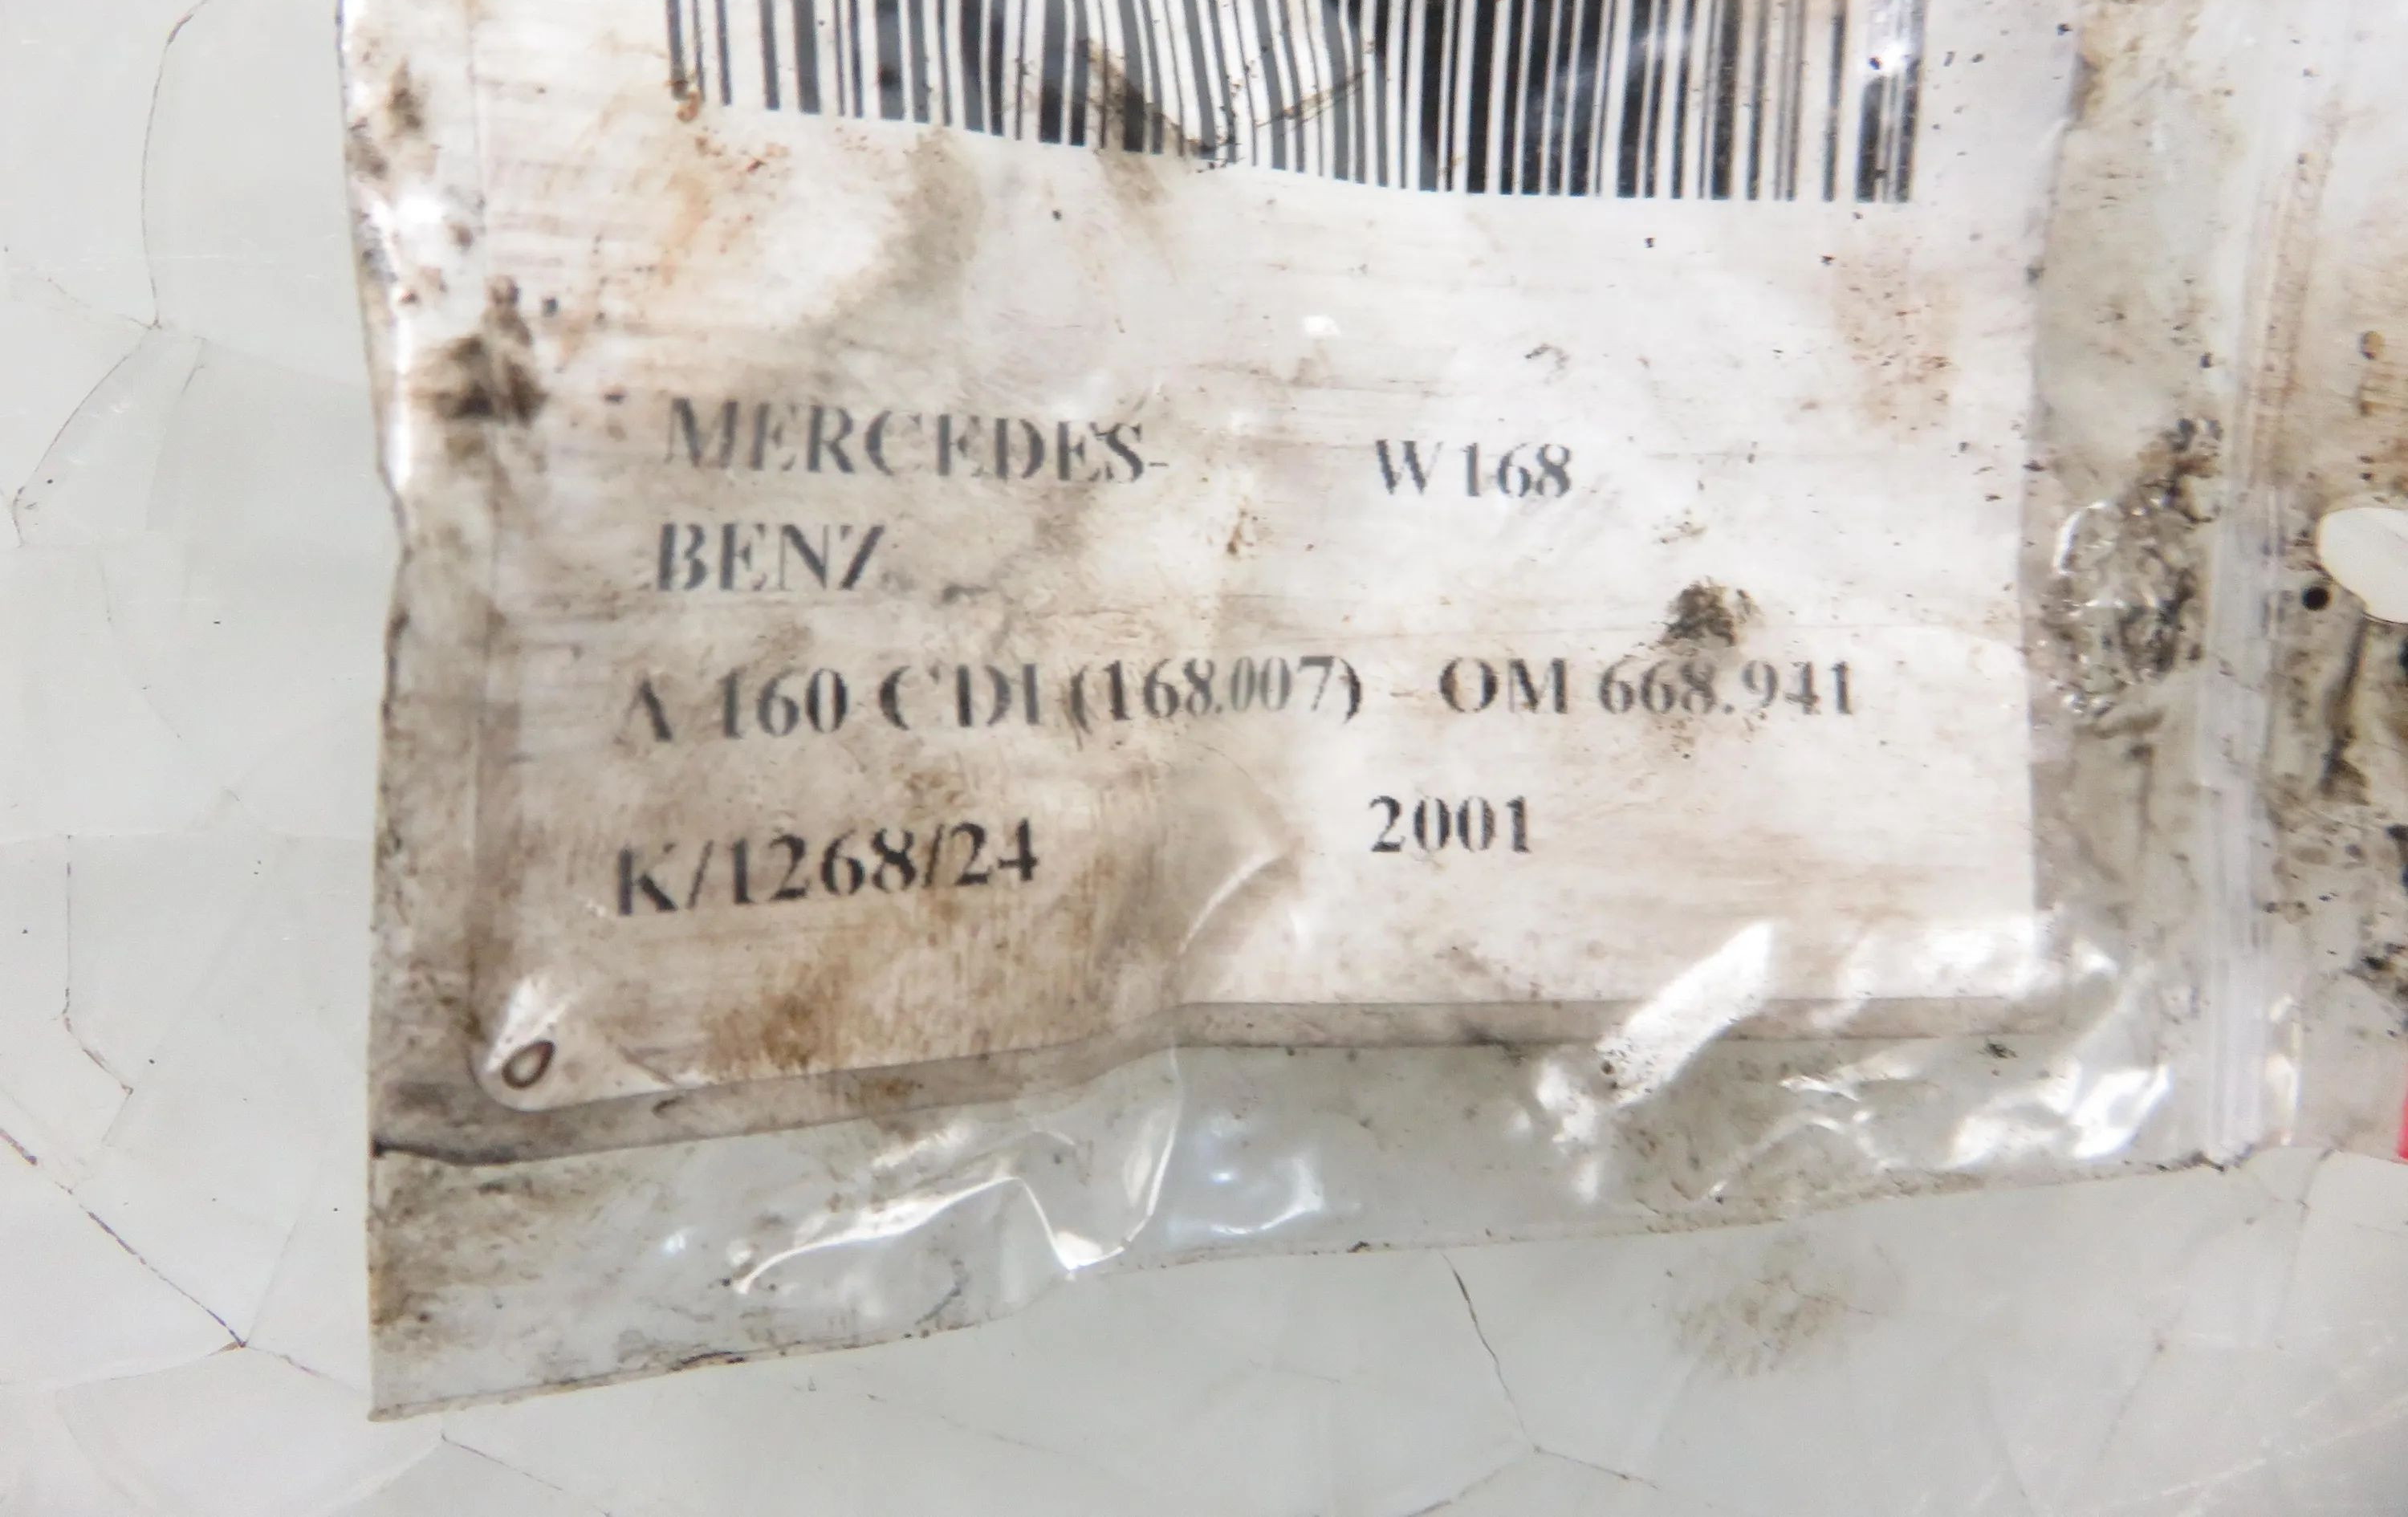 MERCEDES- W168
BENZ
A 160 CDI (168.007) - OM 668.941
K/1268/24 2001